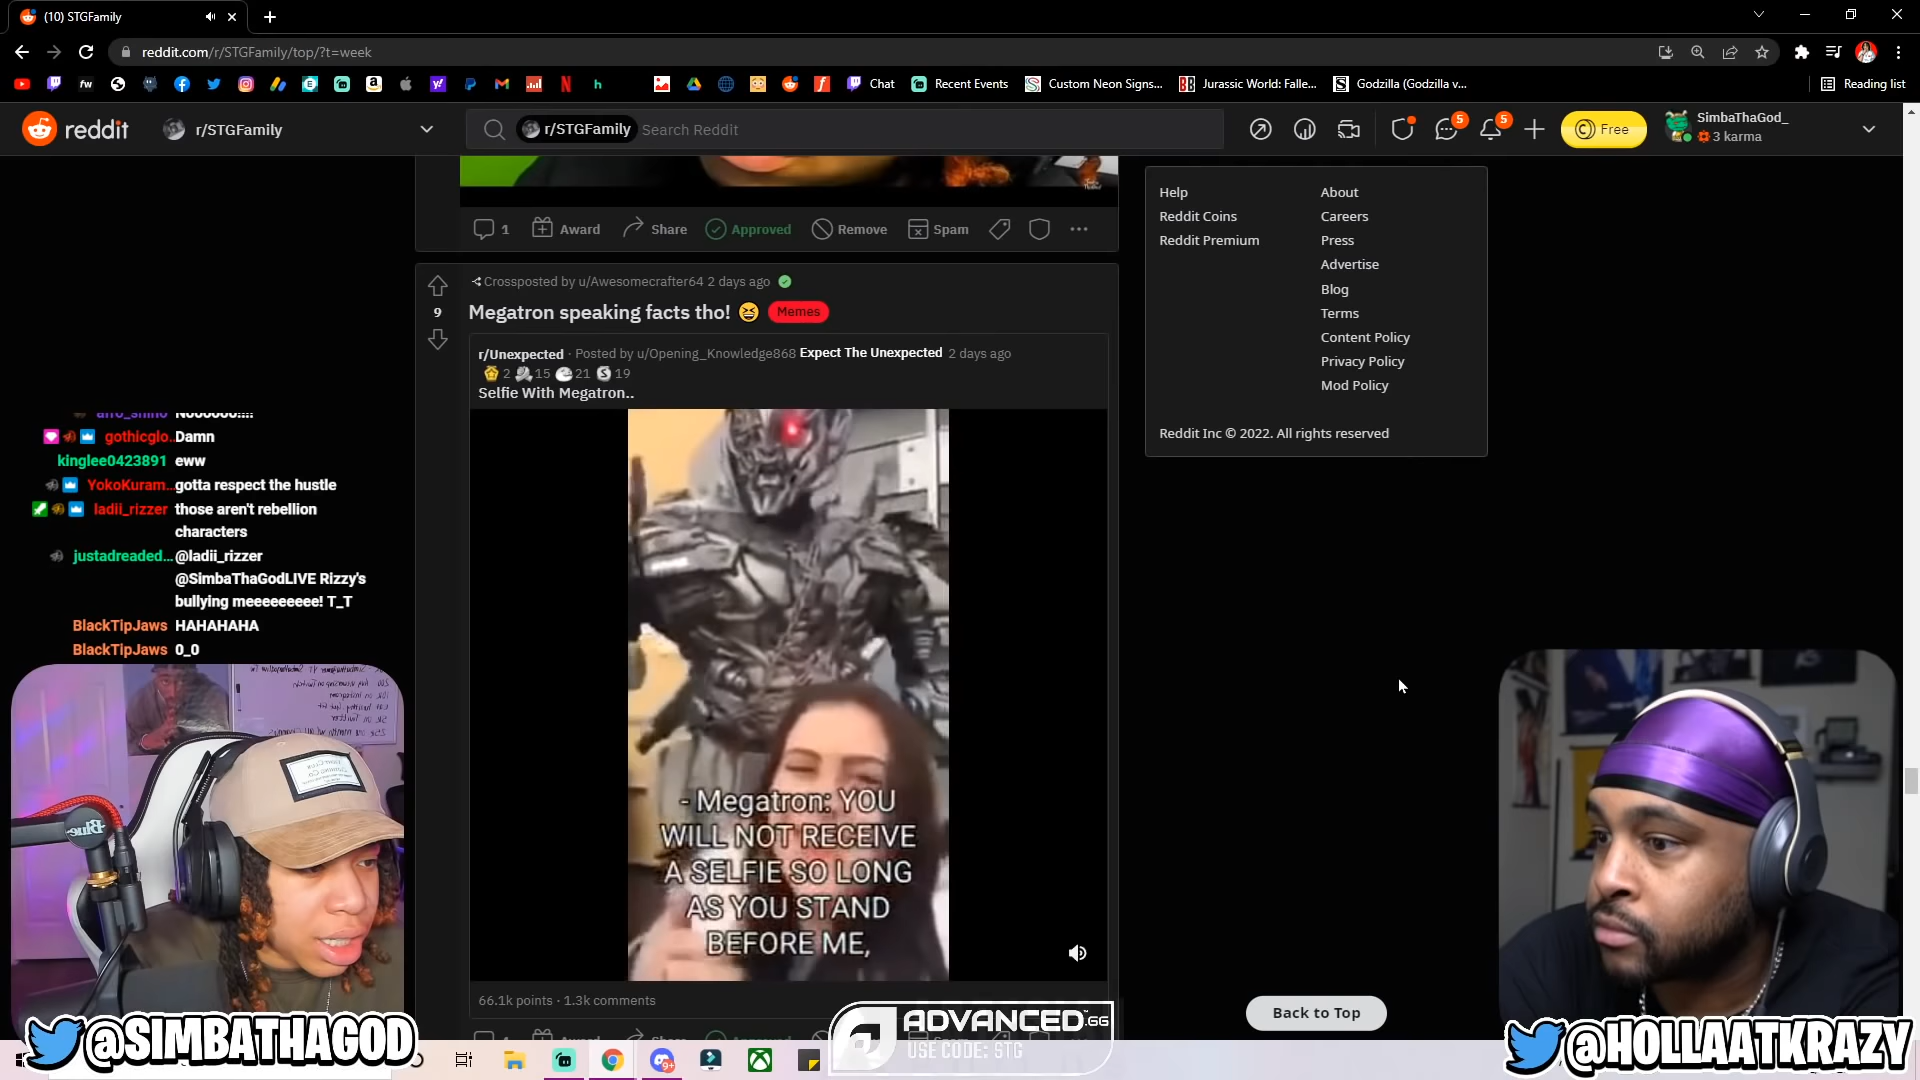 (10) STGFamily
reddit.com/r/STGFamily/top/?t=week
Chat
Recent Events
Custom Neon Signs...
Jurassic World: Falle...
Godzilla (Godzilla v...
Reading list
reddit
r/STGFamily
r/STGFamily
Search Reddit
5
5
Free
SimbaThaGod_
3 karma
1
Award
Share
Approved
Remove
Spam
Crossposted by u/Awesomecrafter64 2 days ago
9
Megatron speaking facts tho! 😆 Memes
r/Unexpected · Posted by u/Opening_Knowledge868 Expect The Unexpected 2 days ago
2 15 21 19
Selfie With Megatron..
- Megatron: YOU
WILL NOT RECEIVE
A SELFIE SO LONG
AS YOU STAND
BEFORE ME,
66.1k points · 1.3k comments
Help
Reddit Coins
Reddit Premium
About
Careers
Press
Advertise
Blog
Terms
Content Policy
Privacy Policy
Mod Policy
Reddit Inc © 2022. All rights reserved
Back to Top
afro_shino Nooooooo!!!!
gothicglo.. Damn
kinglee0423891 eww
YokoKuram... gotta respect the hustle
ladii_rizzer those aren't rebellion
characters
justadreaded... @ladii_rizzer
@SimbaThaGodLIVE Rizzy's
bullying meeeeeeeee! T_T
BlackTipJaws HAHAHAHA
BlackTipJaws 0_0
Blue
@SIMBATHAGOD
ADVANCED.GG
USE CODE: STG
@HOLLAATKRAZY
9+